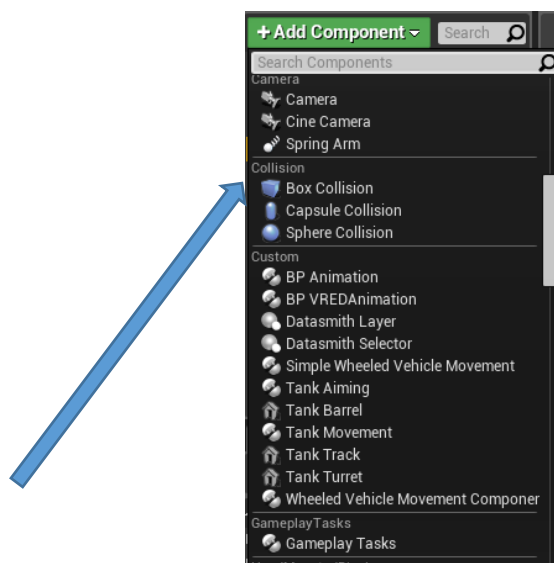 + Add Component
Search
Search Components
Camera
Camera
Cine Camera
Spring Arm
Collision
Box Collision
Capsule Collision
Sphere Collision
Custom
BP Animation
BP VREDAnimation
Datasmith Layer
Datasmith Selector
Simple Wheeled Vehicle Movement
Tank Aiming
Tank Barrel
Tank Movement
Tank Track
Tank Turret
Wheeled Vehicle Movement Componer
GameplayTasks
Gameplay Tasks